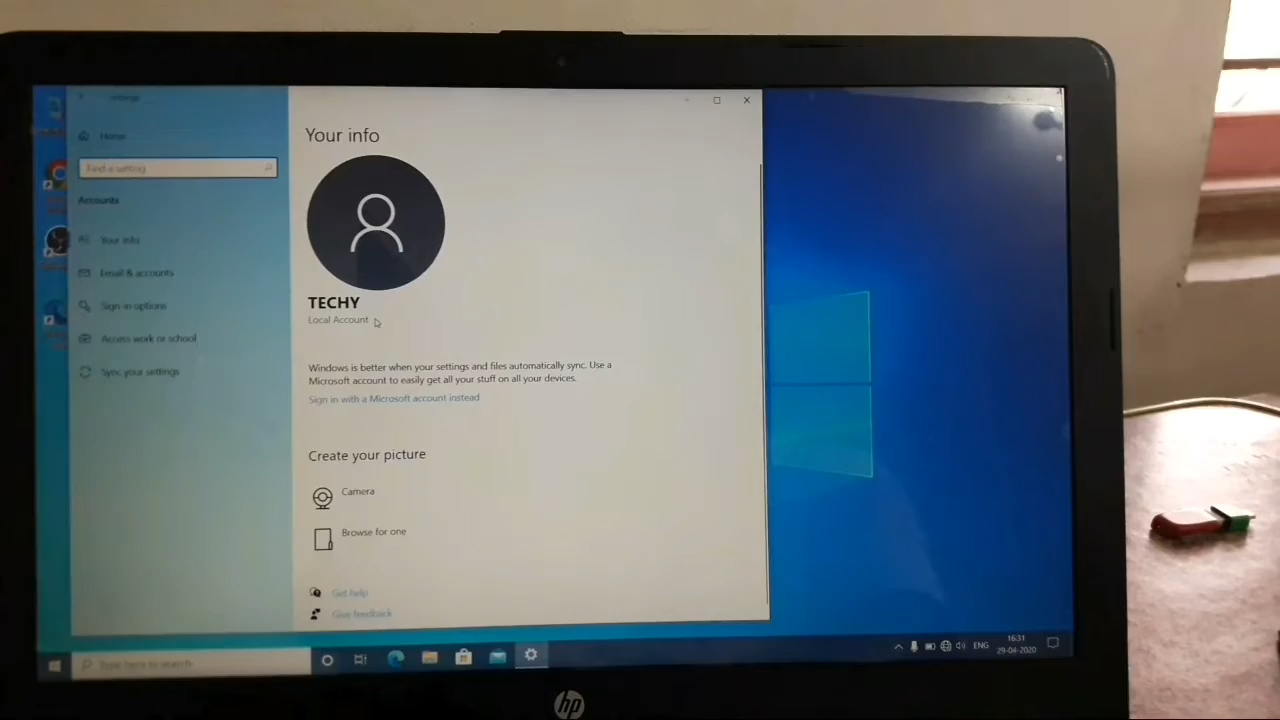 Settings
Home
Find a setting
Accounts
Your info
Email & accounts
Sign-in options
Access work or school
Sync your settings
Your info
TECHY
Local Account
Windows is better when your settings and files automatically sync. Use a
Microsoft account to easily get all your stuff on all your devices.
Sign in with a Microsoft account instead
Create your picture
Camera
Browse for one
Get help
Give feedback
Type here to search
ENG
16:31
29-04-2020
hp